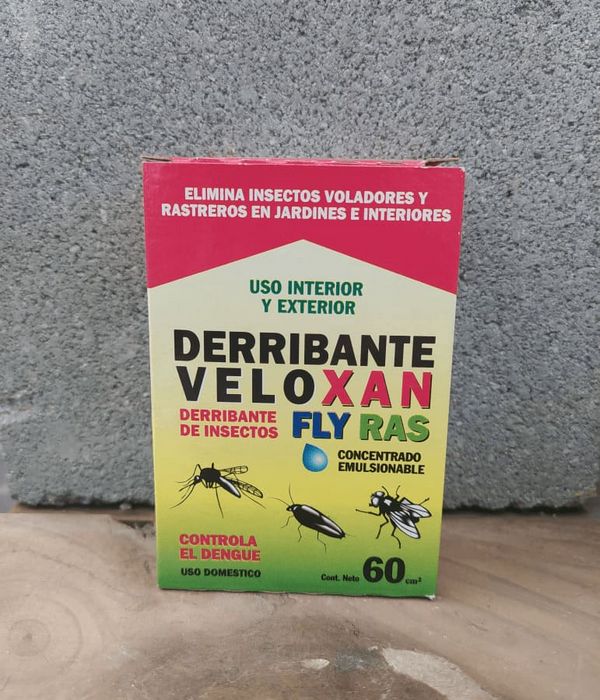 ELIMINA INSECTOS VOLADORES Y
RASTREROS EN JARDINES E INTERIORES
USO INTERIOR
Y EXTERIOR
DERRIBANTE
VELOXAN
DERRIBANTE
DE INSECTOS
FLY RAS
CONCENTRADO
EMULSIONABLE
CONTROLA
EL DENGUE
USO DOMESTICO
Cont. Neto 60 cm³